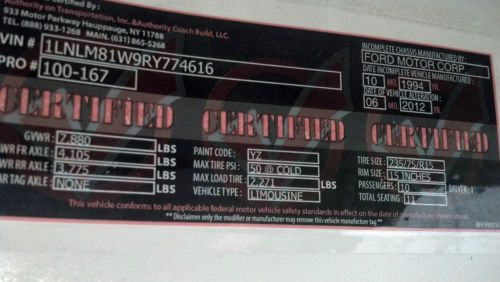 Authority on Transportation, Inc. &Authority Coach Build, LLC.
933 Motor Parkway Hauppauge, NY 11788
TEL.(888) 933-1268 MAIN. (631) 865-5268
VIN # 1LNLM81W9RY774616
PRO # 100-167
INCOMPLETE CHASSIS MANUFACTURED BY:
FORD MOTOR CORP
DATE INCOMPLETE VEHICLE MANUFACTURED :
10 MO. 1994 YR.
DATE OF VEHICLE ALTERATION :
06 MO. 2012 YR.
CERTIFIED CERTIFIED CERTIFIED
GVWR: 7,880 LBS
WR FR AXLE: 4,105 LBS
WR RR AXLE: 3,775 LBS
AR TAG AXLE: NONE LBS
PAINT CODE: YZ
MAX TIRE PSI: 50 @ COLD
MAX LOAD TIRE: 2,271 LBS
VEHICLE TYPE: LIMOUSINE
TIRE SIZE: 235/75/R15
RIM SIZE: 15 INCHES
PASSENGERS: 10 DRIVER: 1
TOTAL SEATING: 11
This vehicle conforms to all applicable federal motor vehicle safety standards in effect on the date of manufacture shown above.
** Disclaimer only the modifier or manufacturer may remove this vehicle manufacture tag **